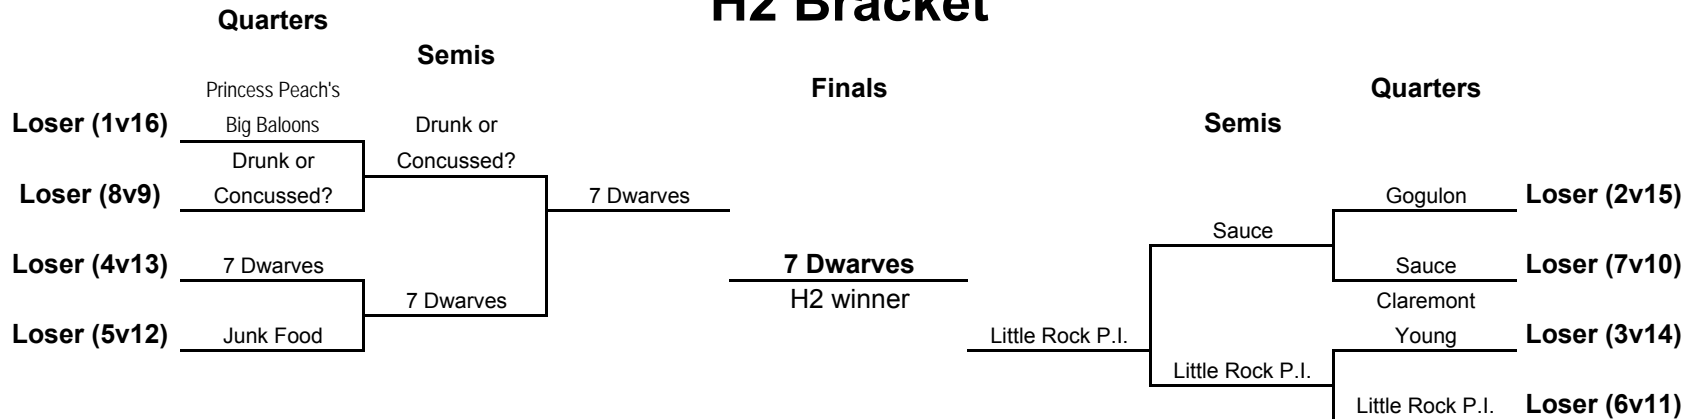 H2 Bracket
Quarters
Semis
Finals
Quarters
Semis
Princess Peach's
Loser (1v16) Big Baloons
Drunk or
Loser (8v9) Concussed?
Loser (4v13) 7 Dwarves
Loser (5v12) Junk Food
Drunk or
Concussed?
7 Dwarves
7 Dwarves
7 Dwarves
H2 winner
Little Rock P.I.
Sauce
Little Rock P.I.
Gogulon Loser (2v15)
Sauce Loser (7v10)
Claremont
Young Loser (3v14)
Little Rock P.I. Loser (6v11)